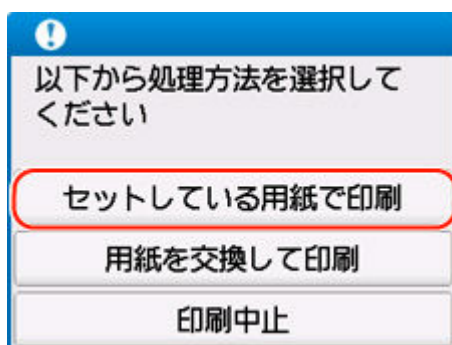 以下から処理方法を選択して
ください
セットしている用紙で印刷
用紙を交換して印刷
印刷中止